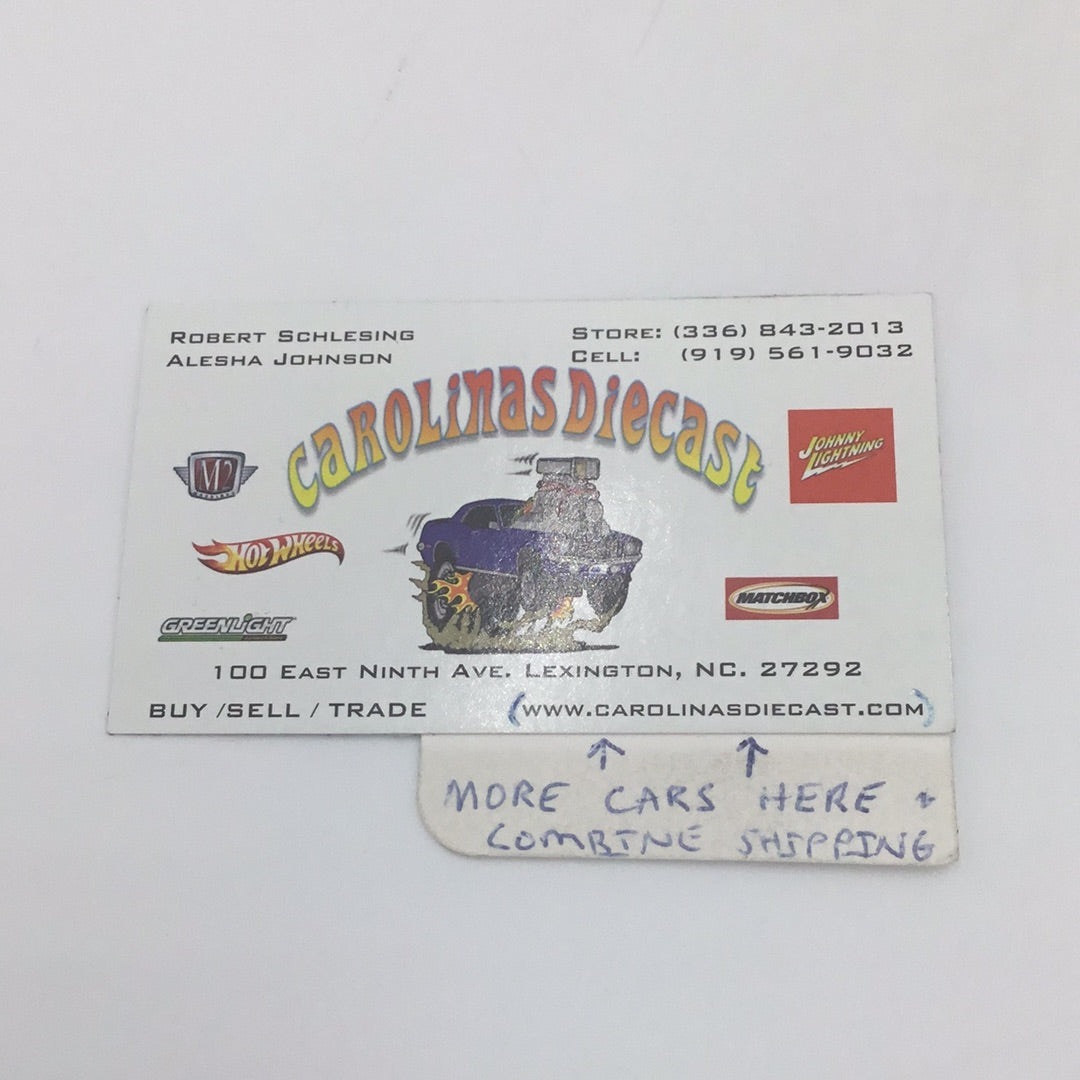 ROBERT SCHLESING
ALESHA JOHNSON
STORE: (336) 843-2013
CELL: (919) 561-9032
CAROLiNAS DiECAST
M2
JOHNNY LIGHTNING
HOT WHEELS
MATCHBOX
GREENLiGHT
100 EAST NINTH AVE. LEXINGTON, NC. 27292
BUY /SELL / TRADE
(WWW.CAROLINASDIECAST.COM)
MORE CARS HERE +
COMBINE SHIPPING